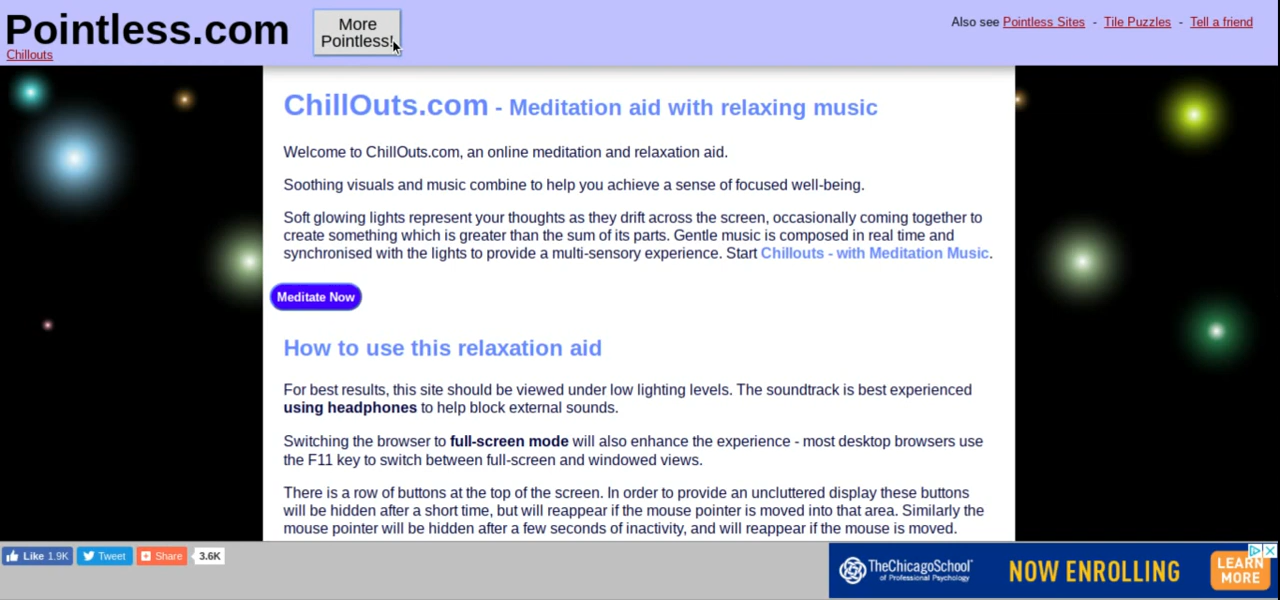 Pointless.com
More
Pointless!
Chillouts
Also see Pointless Sites - Tile Puzzles - Tell a friend
ChillOuts.com - Meditation aid with relaxing music
Welcome to ChillOuts.com, an online meditation and relaxation aid.
Soothing visuals and music combine to help you achieve a sense of focused well-being.
Soft glowing lights represent your thoughts as they drift across the screen, occasionally coming together to
create something which is greater than the sum of its parts. Gentle music is composed in real time and
synchronised with the lights to provide a multi-sensory experience. Start Chillouts - with Meditation Music.
Meditate Now
How to use this relaxation aid
For best results, this site should be viewed under low lighting levels. The soundtrack is best experienced
using headphones to help block external sounds.
Switching the browser to full-screen mode will also enhance the experience - most desktop browsers use
the F11 key to switch between full-screen and windowed views.
There is a row of buttons at the top of the screen. In order to provide an uncluttered display these buttons
will be hidden after a short time, but will reappear if the mouse pointer is moved into that area. Similarly the
mouse pointer will be hidden after a few seconds of inactivity, and will reappear if the mouse is moved.
Like 1.9K Tweet Share 3.6K
TheChicagoSchool
of Professional Psychology
NOW ENROLLING
LEARN
MORE